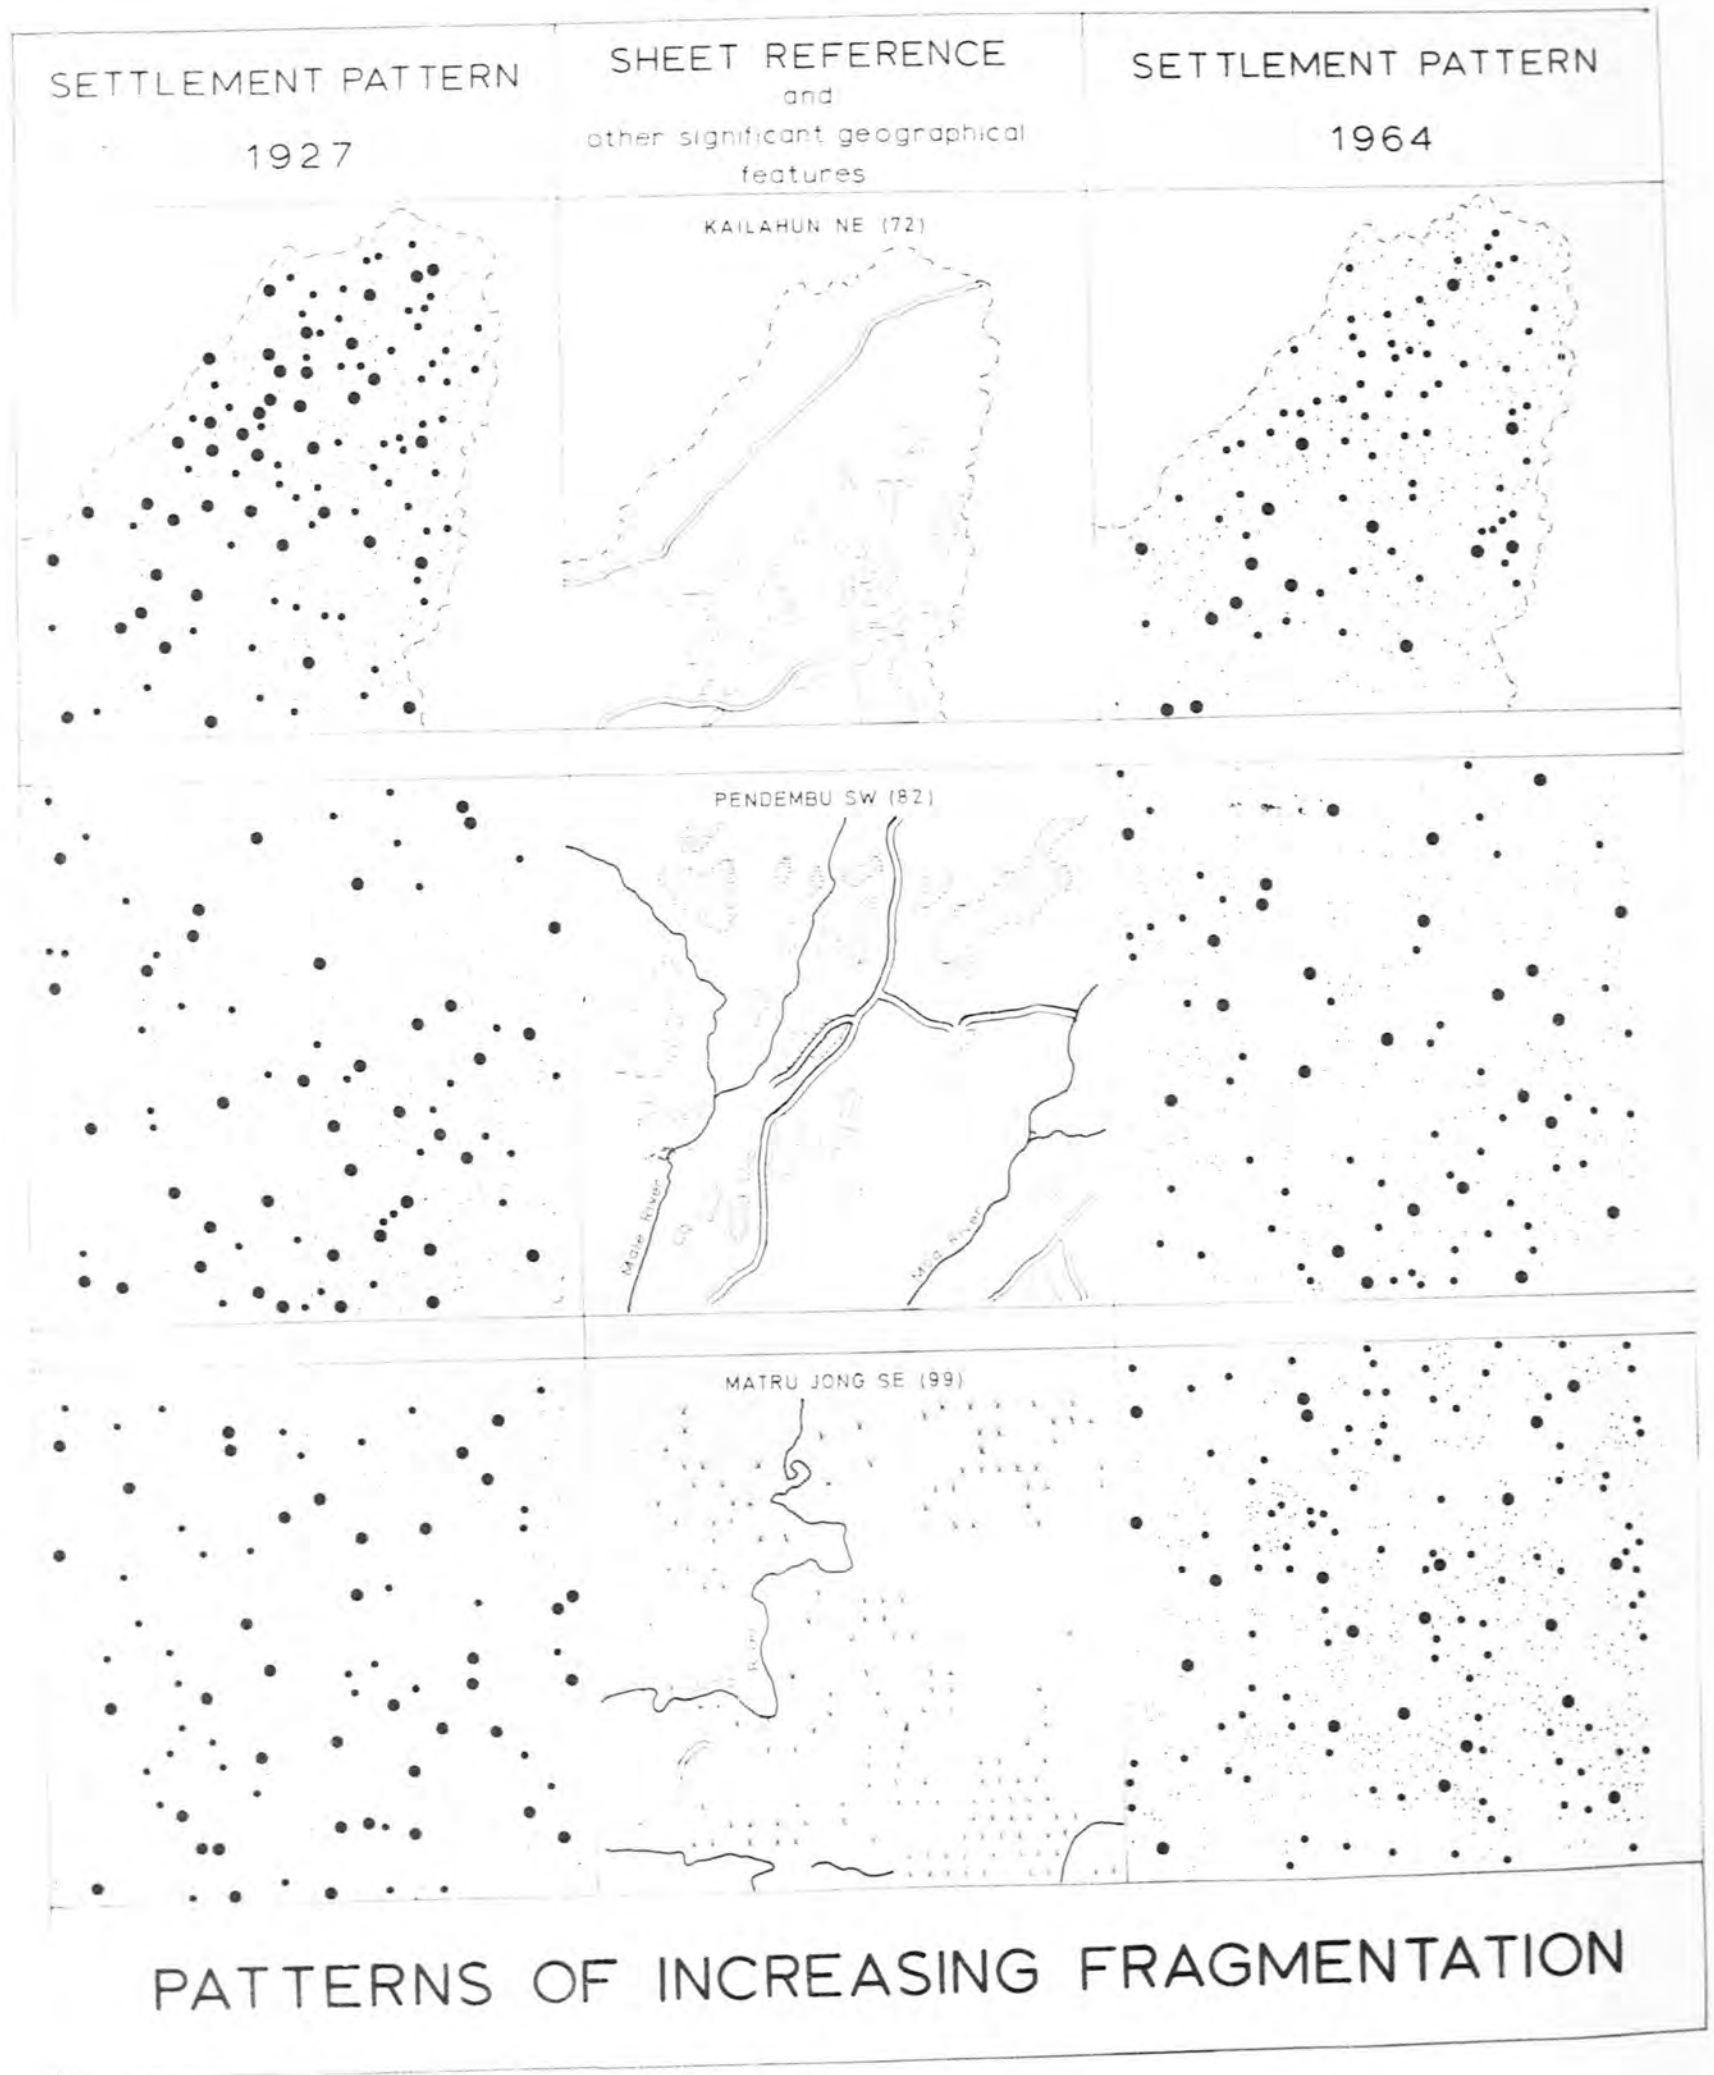 SETTLEMENT PATTERN
1927
SHEET REFERENCE
and
other significant geographical
features
SETTLEMENT PATTERN
1964
KAILAHUN NE (72)
PENDEMBU SW (82)
Male River
Moa River
MATRU JONG SE (99)
River
PATTERNS OF INCREASING FRAGMENTATION